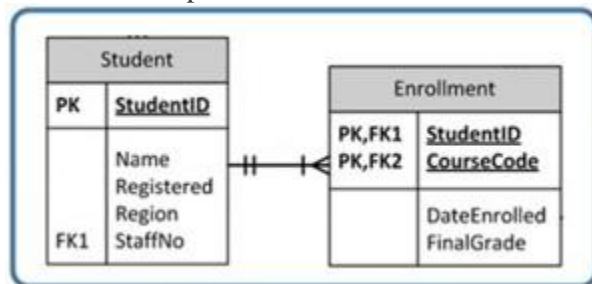 Student
PK StudentID
Name
Registered
Region
FK1 StaffNo
Enrollment
PK,FK1 StudentID
PK,FK2 CourseCode
DateEnrolled
FinalGrade